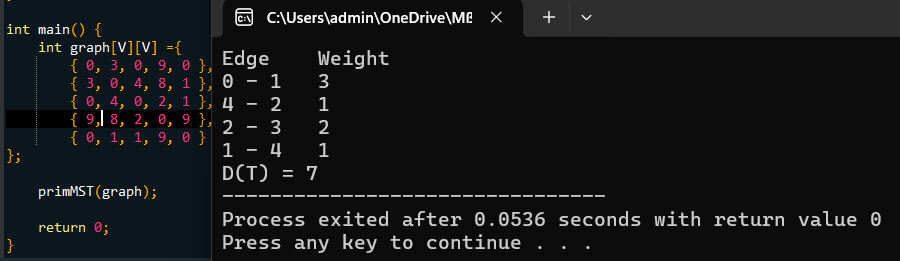 int main() {
int graph[V][V] ={
{ 0, 3, 0, 9, 0 },
{ 3, 0, 4, 8, 1 },
{ 0, 4, 0, 2, 1 },
{ 9, 8, 2, 0, 9 },
{ 0, 1, 1, 9, 0 }
};
primMST(graph);
return 0;
}
C:\Users\admin\OneDrive\Mß
Edge Weight
0 - 1 3
4 - 2 1
2 - 3 2
1 - 4 1
D(T) = 7
--------------------------------
Process exited after 0.0536 seconds with return value 0
Press any key to continue . . .